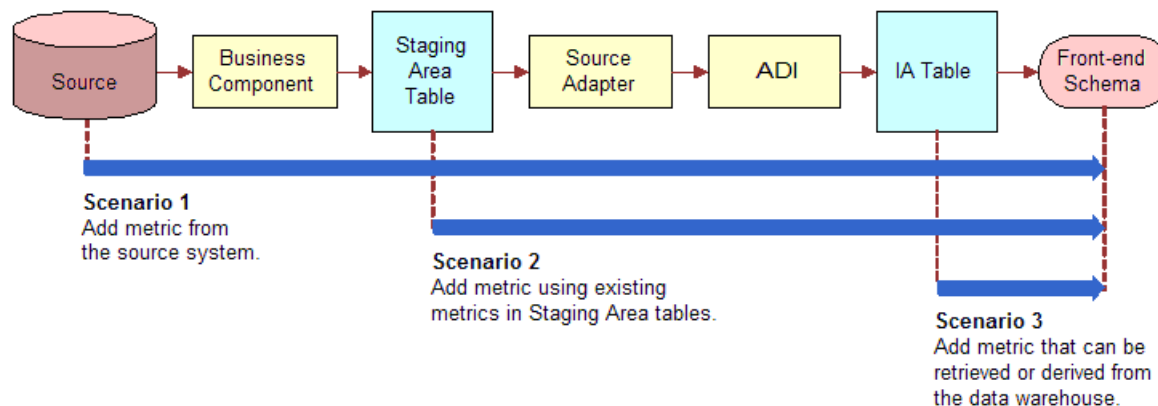 Source
Business
Component
Staging
Area
Table
Source
Adapter
ADI
IA Table
Front-end
Schema
Scenario 1
Add metric from
the source system.
Scenario 2
Add metric using existing
metrics in Staging Area tables.
Scenario 3
Add metric that can be
retrieved or derived from
the data warehouse.